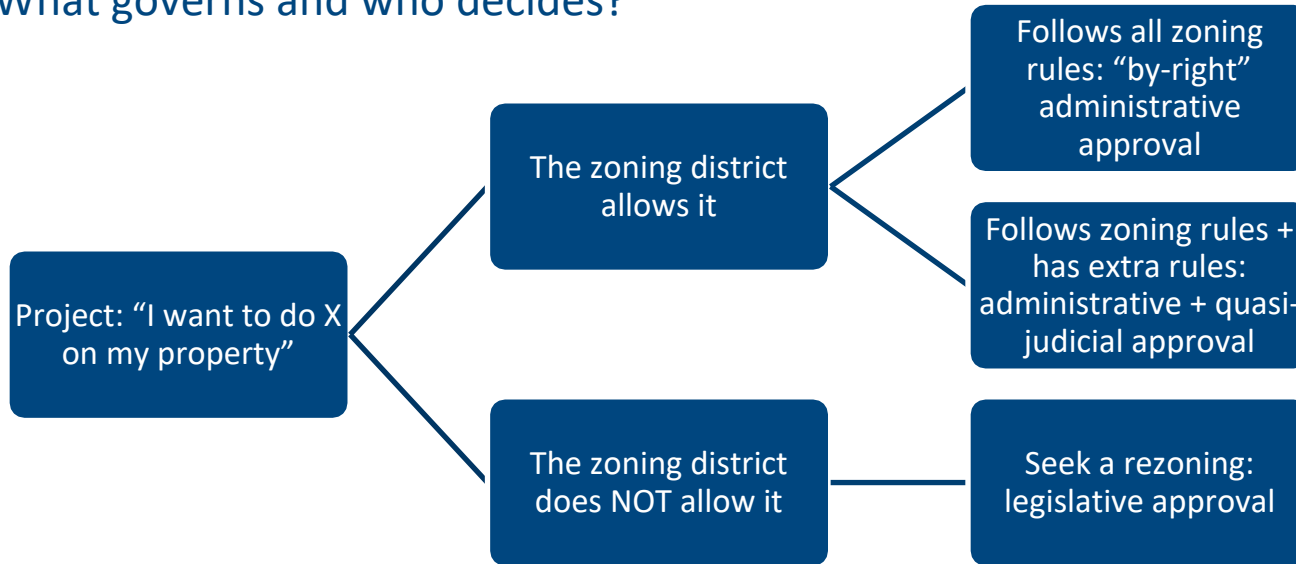 What governs and who decides?
Follows all zoning
rules: “by-right”
administrative
approval
The zoning district
allows it
Follows zoning rules +
has extra rules:
administrative + quasi-
judicial approval
Project: “I want to do X
on my property”
The zoning district
does NOT allow it
Seek a rezoning:
legislative approval